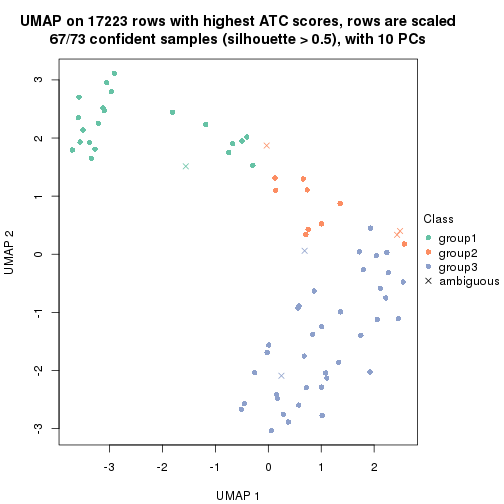 UMAP on 17223 rows with highest ATC scores, rows are scaled
67/73 confident samples (silhouette > 0.5), with 10 PCs
3
2
1
0
-1
-2
-3
UMAP 2
-3
-2
-1
0
1
2
UMAP 1
Class
group1
group2
group3
ambiguous